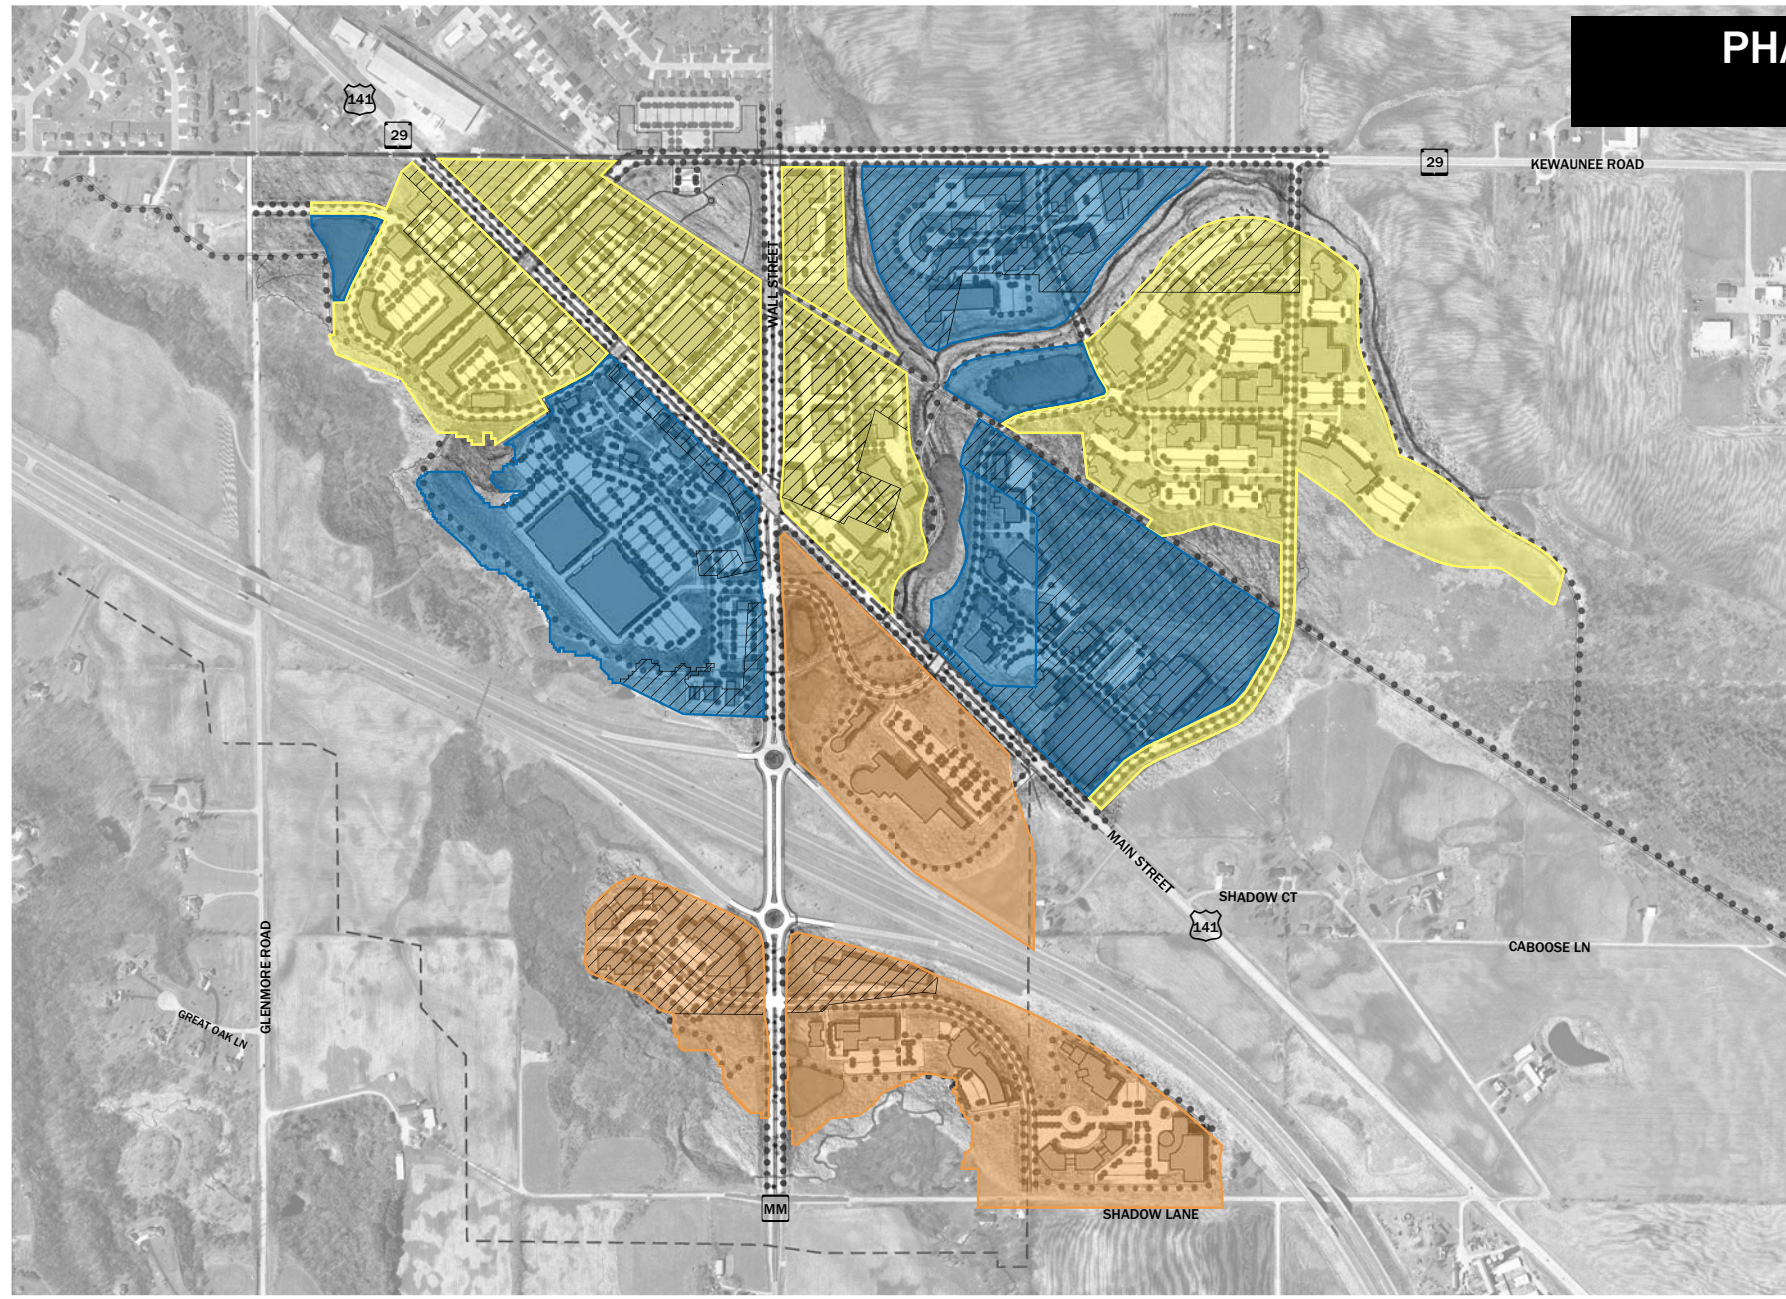 PHA
141
29
29
KEWAUNEE ROAD
WALL STREET
MAIN STREET
SHADOW CT
141
CABOOSE LN
GLENMORE ROAD
GREAT OAK LN
MM
SHADOW LANE